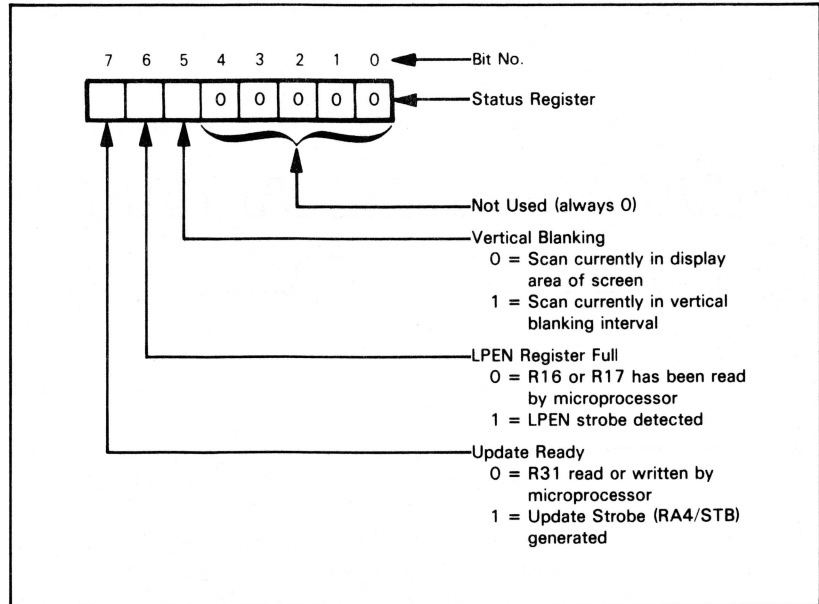 7 6 5 4 3 2 1 0 Bit No.
0 0 0 0 0 Status Register
Not Used (always 0)
Vertical Blanking
0 = Scan currently in display
area of screen
1 = Scan currently in vertical
blanking interval
LPEN Register Full
0 = R16 or R17 has been read
by microprocessor
1 = LPEN strobe detected
Update Ready
0 = R31 read or written by
microprocessor
1 = Update Strobe (RA4/STB)
generated